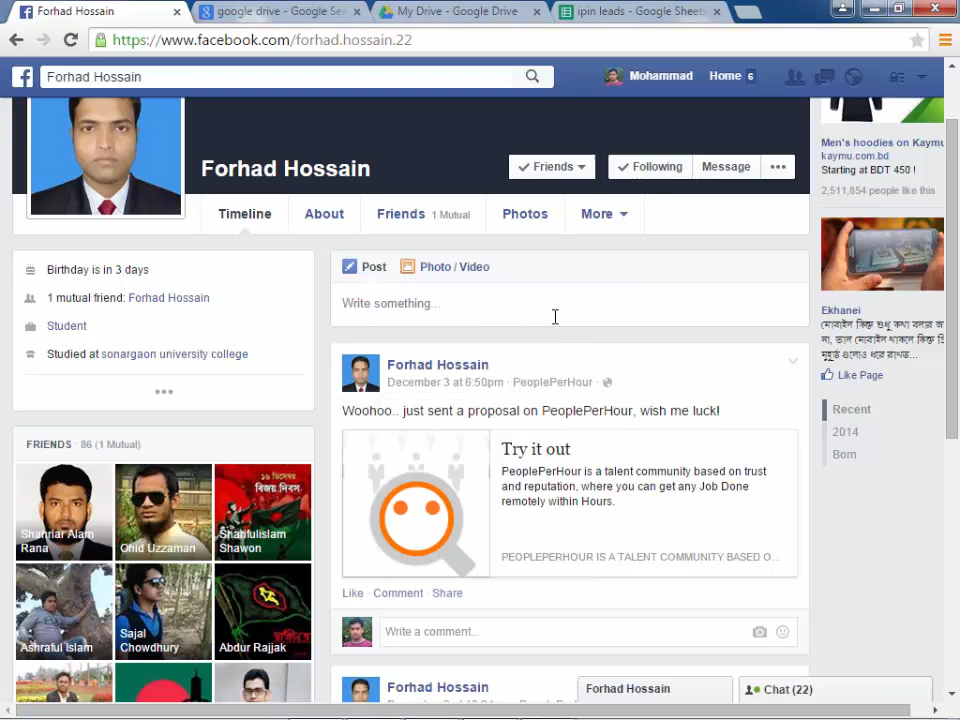 Forhad Hossain
google drive - Google Sea
My Drive - Google Drive
ipin leads - Google Sheets
https://www.facebook.com/forhad.hossain.22
Forhad Hossain
Mohammad
Home 6
Forhad Hossain
Friends
Following
Message
Timeline
About
Friends 1 Mutual
Photos
More
Men's hoodies on Kaymu
kaymu.com.bd
Starting at BDT 450 !
2,511,854 people like this
Birthday is in 3 days
1 mutual friend: Forhad Hossain
Student
Studied at sonargaon university college
Post
Photo / Video
Write something...
Ekhanei
Like Page
Recent
2014
Born
Forhad Hossain
December 3 at 6:50pm · PeoplePerHour ·
Woohoo.. just sent a proposal on PeoplePerHour, wish me luck!
Try it out
PeoplePerHour is a talent community based on trust
and reputation, where you can get any Job Done
remotely within Hours.
PEOPLEPERHOUR IS A TALENT COMMUNITY BASED O...
Like · Comment · Share
Write a comment...
FRIENDS · 86 (1 Mutual)
Shahriar Alam
Rana
Ohid Uzzaman
১৬ ডিসেম্বর
বিজয় দিবস
Sharifulislam
Shawon
Ashraful Islam
Sajal
Chowdhury
Abdur Rajjak
Forhad Hossain
Forhad Hossain
Chat (22)